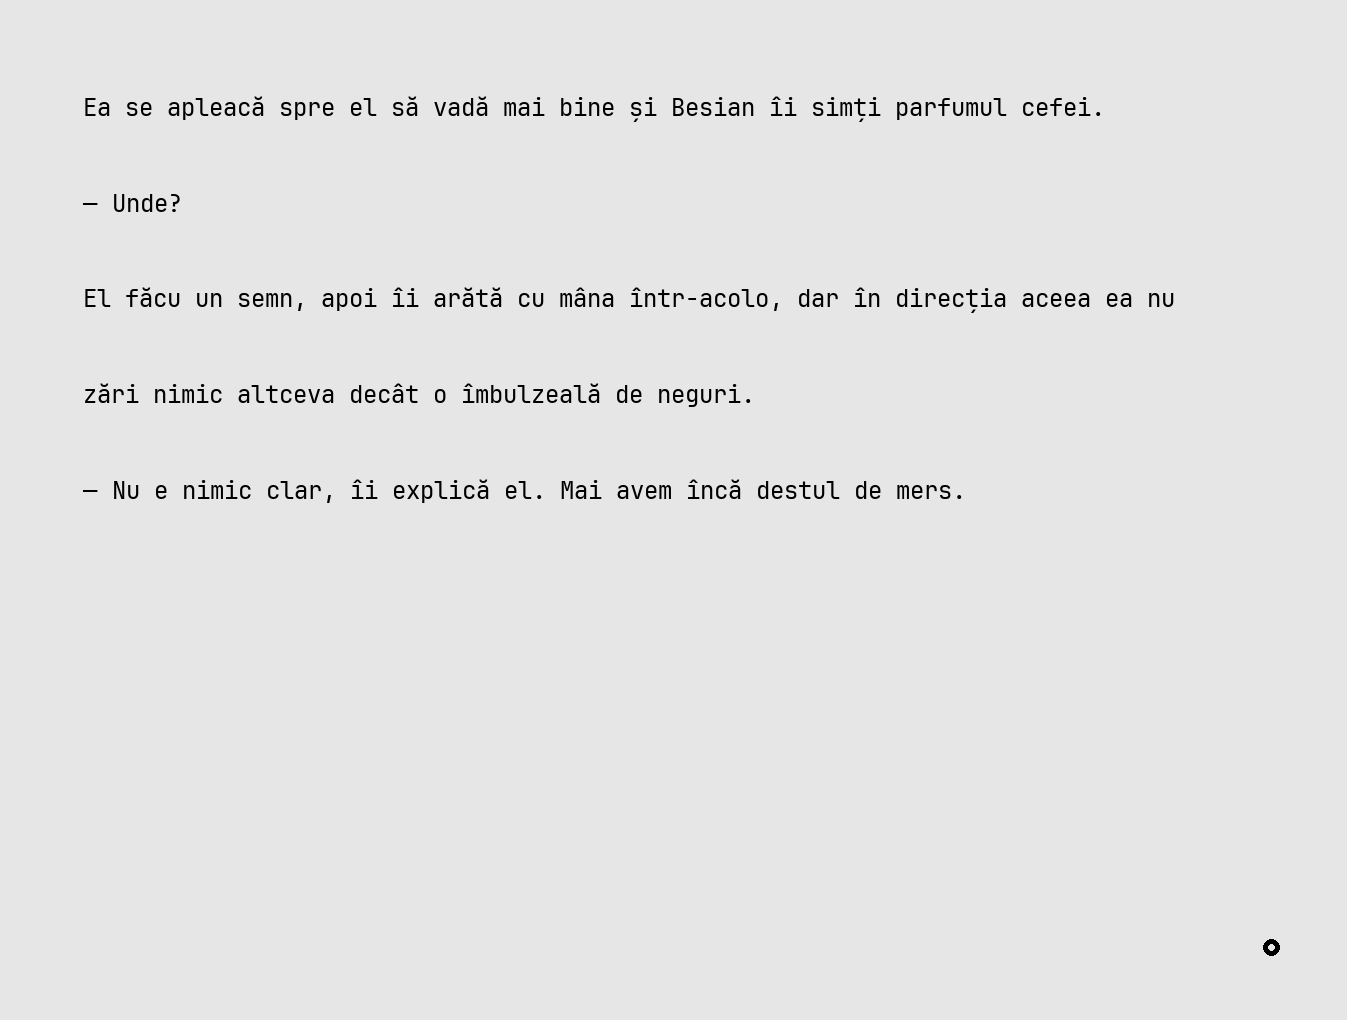 Ea se apleacă spre el să vadă mai bine și Besian îi simți parfumul cefei.
— Unde?
El făcu un semn, apoi îi arătă cu mâna într-acolo, dar în direcția aceea ea nu
zări nimic altceva decât o îmbulzeală de neguri.
— Nu e nimic clar, îi explică el. Mai avem încă destul de mers.